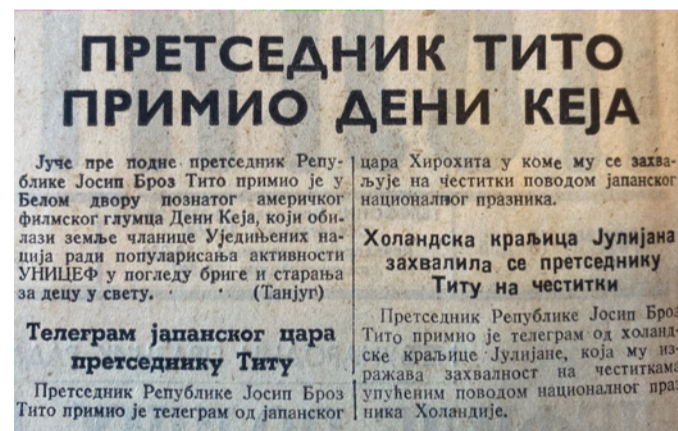 ПРЕТСЕДНИК ТИТО
ПРИМИО ДЕНИ КЕЈА
Јуче пре подне претседник Репу-
блике Јосип Броз Тито примио је у
Белом двору познатог америчког
филмског глумца Дени Кеја, који оби-
лази земље чланице Уједињених на-
ција ради популарисања активности
УНИЦЕФ у погледу бриге и старања
за децу у свету. (Танјуг)
Телеграм јапанског цара
претседнику Титу
Претседник Републике Јосип Броз
Тито примио је телеграм од јапанског
цара Хирохита у коме му се захва-
љује на честитки поводом јапанског
националног празника.
Холандска краљица Јулијана
захвалила се претседнику
Титу на честитки
Претседник Републике Јосип Броз
Тито примио је телеграм од холанд-
ске краљице Јулијане, која му из-
ражава захвалност на честиткама
упућеним поводом националног праз
ника Холандије.